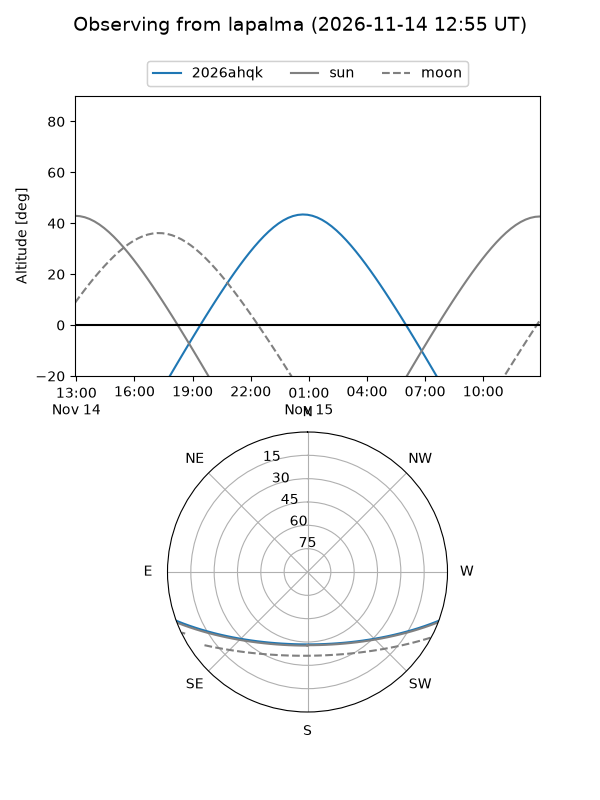 Observing from lapalma (2026-11-14 12:55 UT)
2026ahqk sun moon
Altitude [deg]
80
60
40
20
0
−20
13:00 16:00 19:00 22:00 01:00 04:00 07:00 10:00
Nov 14 Nov 15
N
NE NW
15
30
45
60
75
E W
SE SW
S